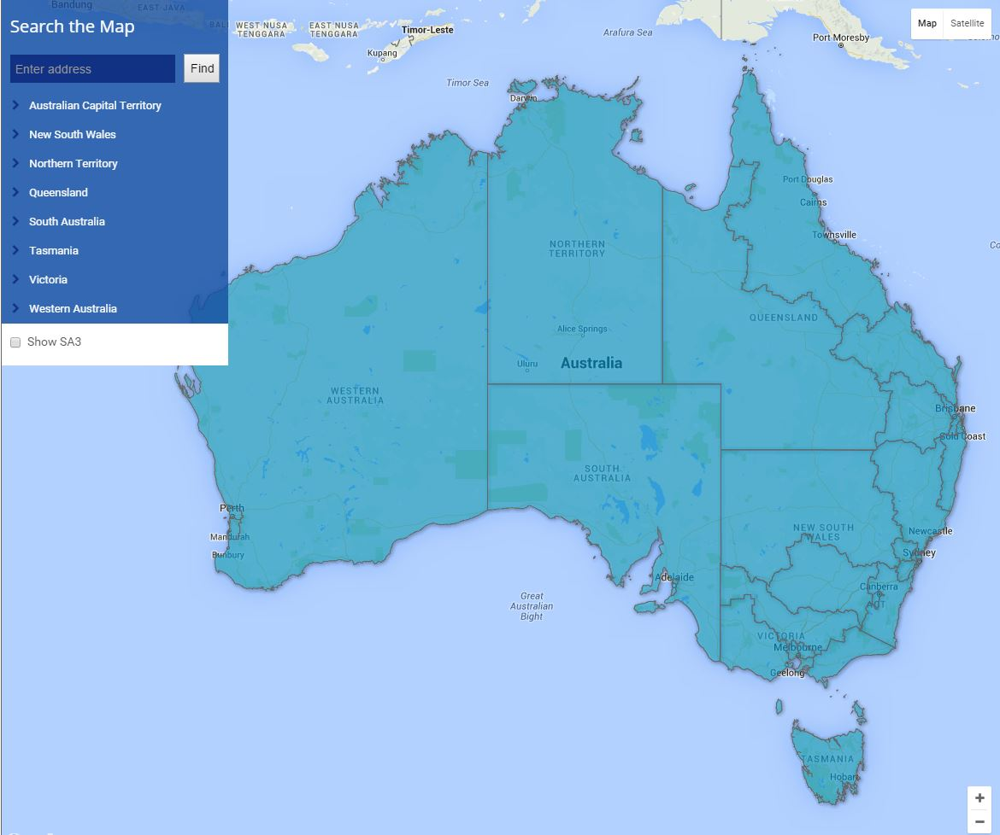 Bandung
EAST JAVA
BALI
WEST NUSA
TENGGARA
EAST NUSA
TENGGARA
Timor-Leste
Kupang
Arafura Sea
Port Moresby
Map
Satellite
Search the Map
Enter address
Find
Australian Capital Territory
New South Wales
Northern Territory
Queensland
South Australia
Tasmania
Victoria
Western Australia
Show SA3
Timor Sea
Darwin
Port Douglas
Cairns
Townsville
NORTHERN
TERRITORY
QUEENSLAND
Alice Springs
Uluru
Australia
WESTERN
AUSTRALIA
Brisbane
Gold Coast
SOUTH
AUSTRALIA
Perth
Mandurah
Bunbury
NEW SOUTH
WALES
Newcastle
Sydney
Adelaide
Canberra
ACT
Great
Australian
Bight
VICTORIA
Melbourne
Geelong
TASMANIA
Hobart
+
−